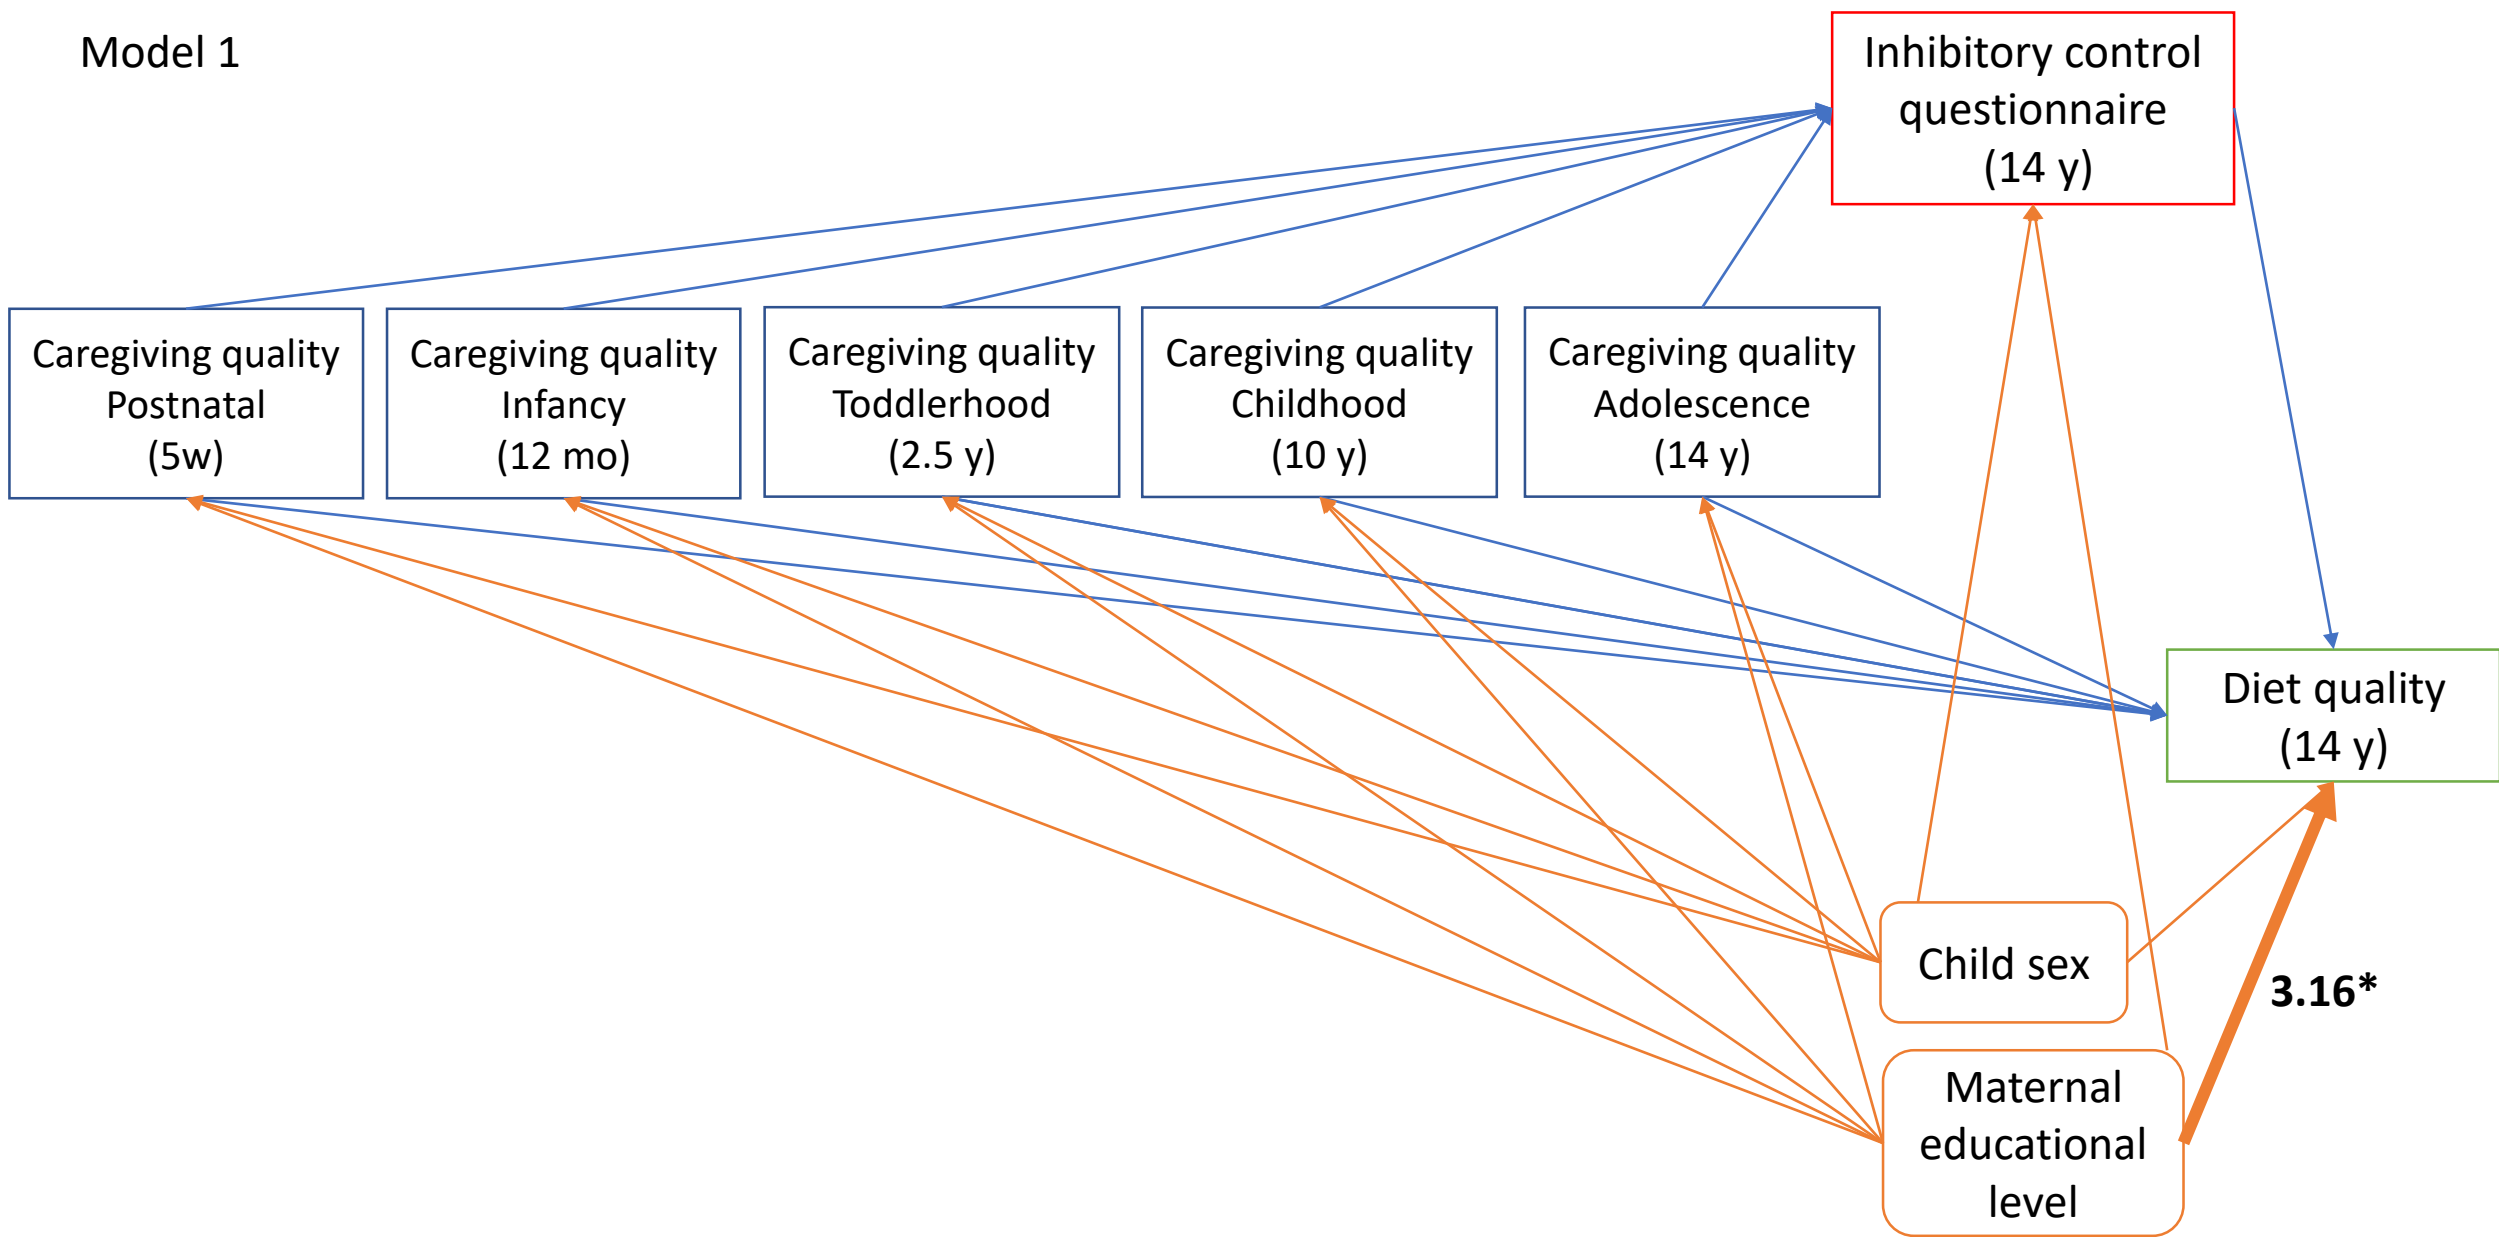 Model 1
Inhibitory control
questionnaire
(14 y)
Caregiving quality
Postnatal
(5w)
Caregiving quality
Infancy
(12 mo)
Caregiving quality
Toddlerhood
(2.5 y)
Caregiving quality
Childhood
(10 y)
Caregiving quality
Adolescence
(14 y)
Diet quality
(14 y)
Child sex
3.16*
Maternal
educational
level